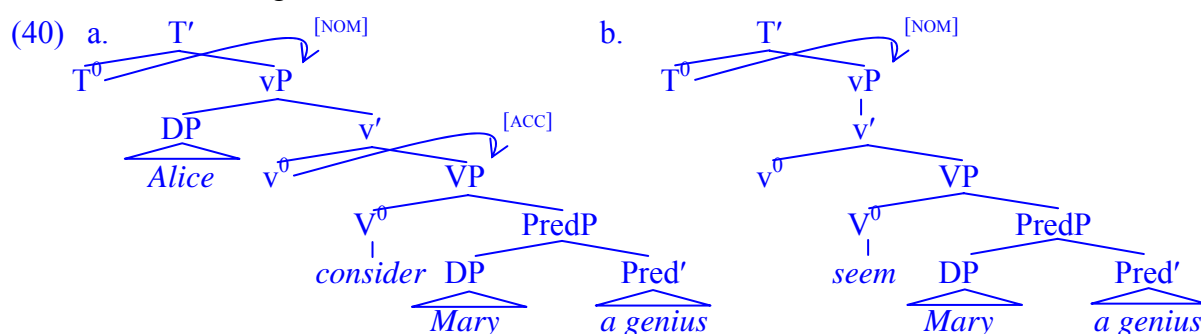 (40) a. T′ [NOM] b. T′ [NOM]
T⁰ vP T⁰ vP
DP v′ [ACC] v′
Alice v⁰ VP v⁰ VP
V⁰ PredP V⁰ PredP
consider DP Pred′ seem DP Pred′
Mary a genius Mary a genius